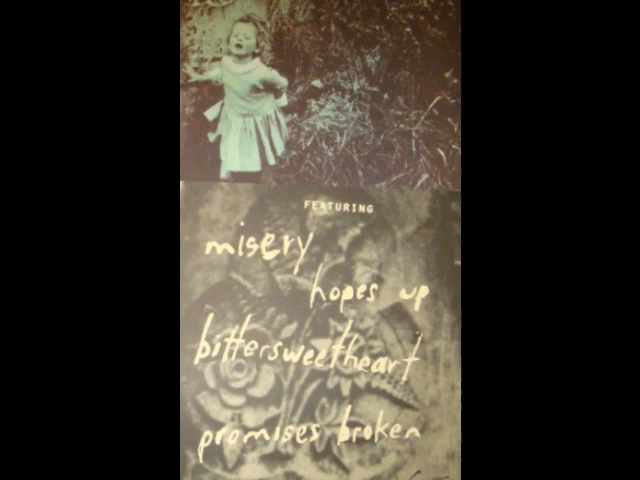 FEATURING
misery
hopes up
bittersweetheart
promises broken